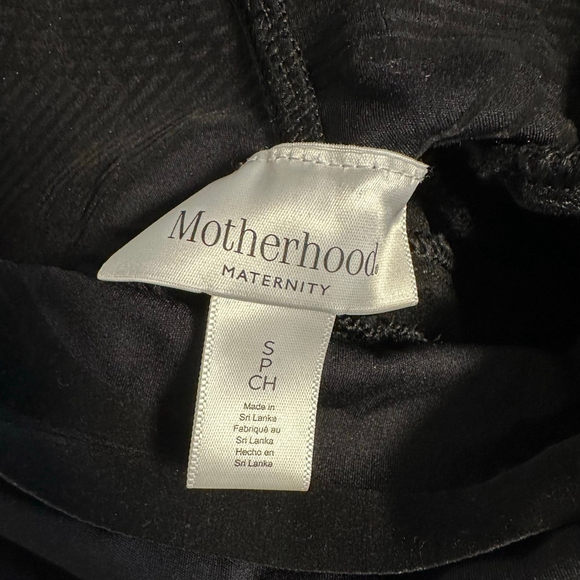 Motherhood
MATERNITY
S
P
CH
Made in
Sri Lanka
Fabriqué au
Sri Lanka
Hecho en
Sri Lanka